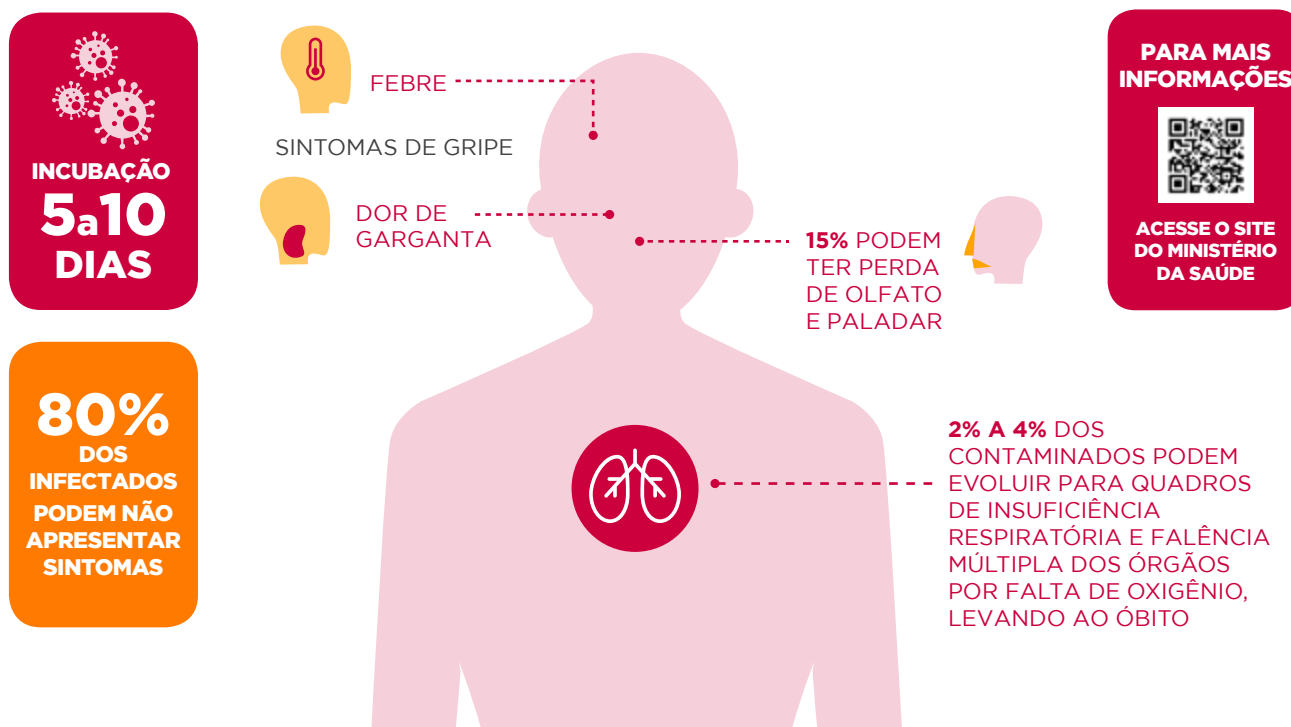 INCUBAÇÃO
5a10
DIAS
80%
DOS
INFECTADOS
PODEM NÃO
APRESENTAR
SINTOMAS
FEBRE
SINTOMAS DE GRIPE
DOR DE
GARGANTA
15% PODEM
TER PERDA
DE OLFATO
E PALADAR
2% A 4% DOS
CONTAMINADOS PODEM
EVOLUIR PARA QUADROS
DE INSUFICIÊNCIA
RESPIRATÓRIA E FALÊNCIA
MÚLTIPLA DOS ÓRGÃOS
POR FALTA DE OXIGÊNIO,
LEVANDO AO ÓBITO
PARA MAIS
INFORMAÇÕES
ACESSE O SITE
DO MINISTÉRIO
DA SAÚDE